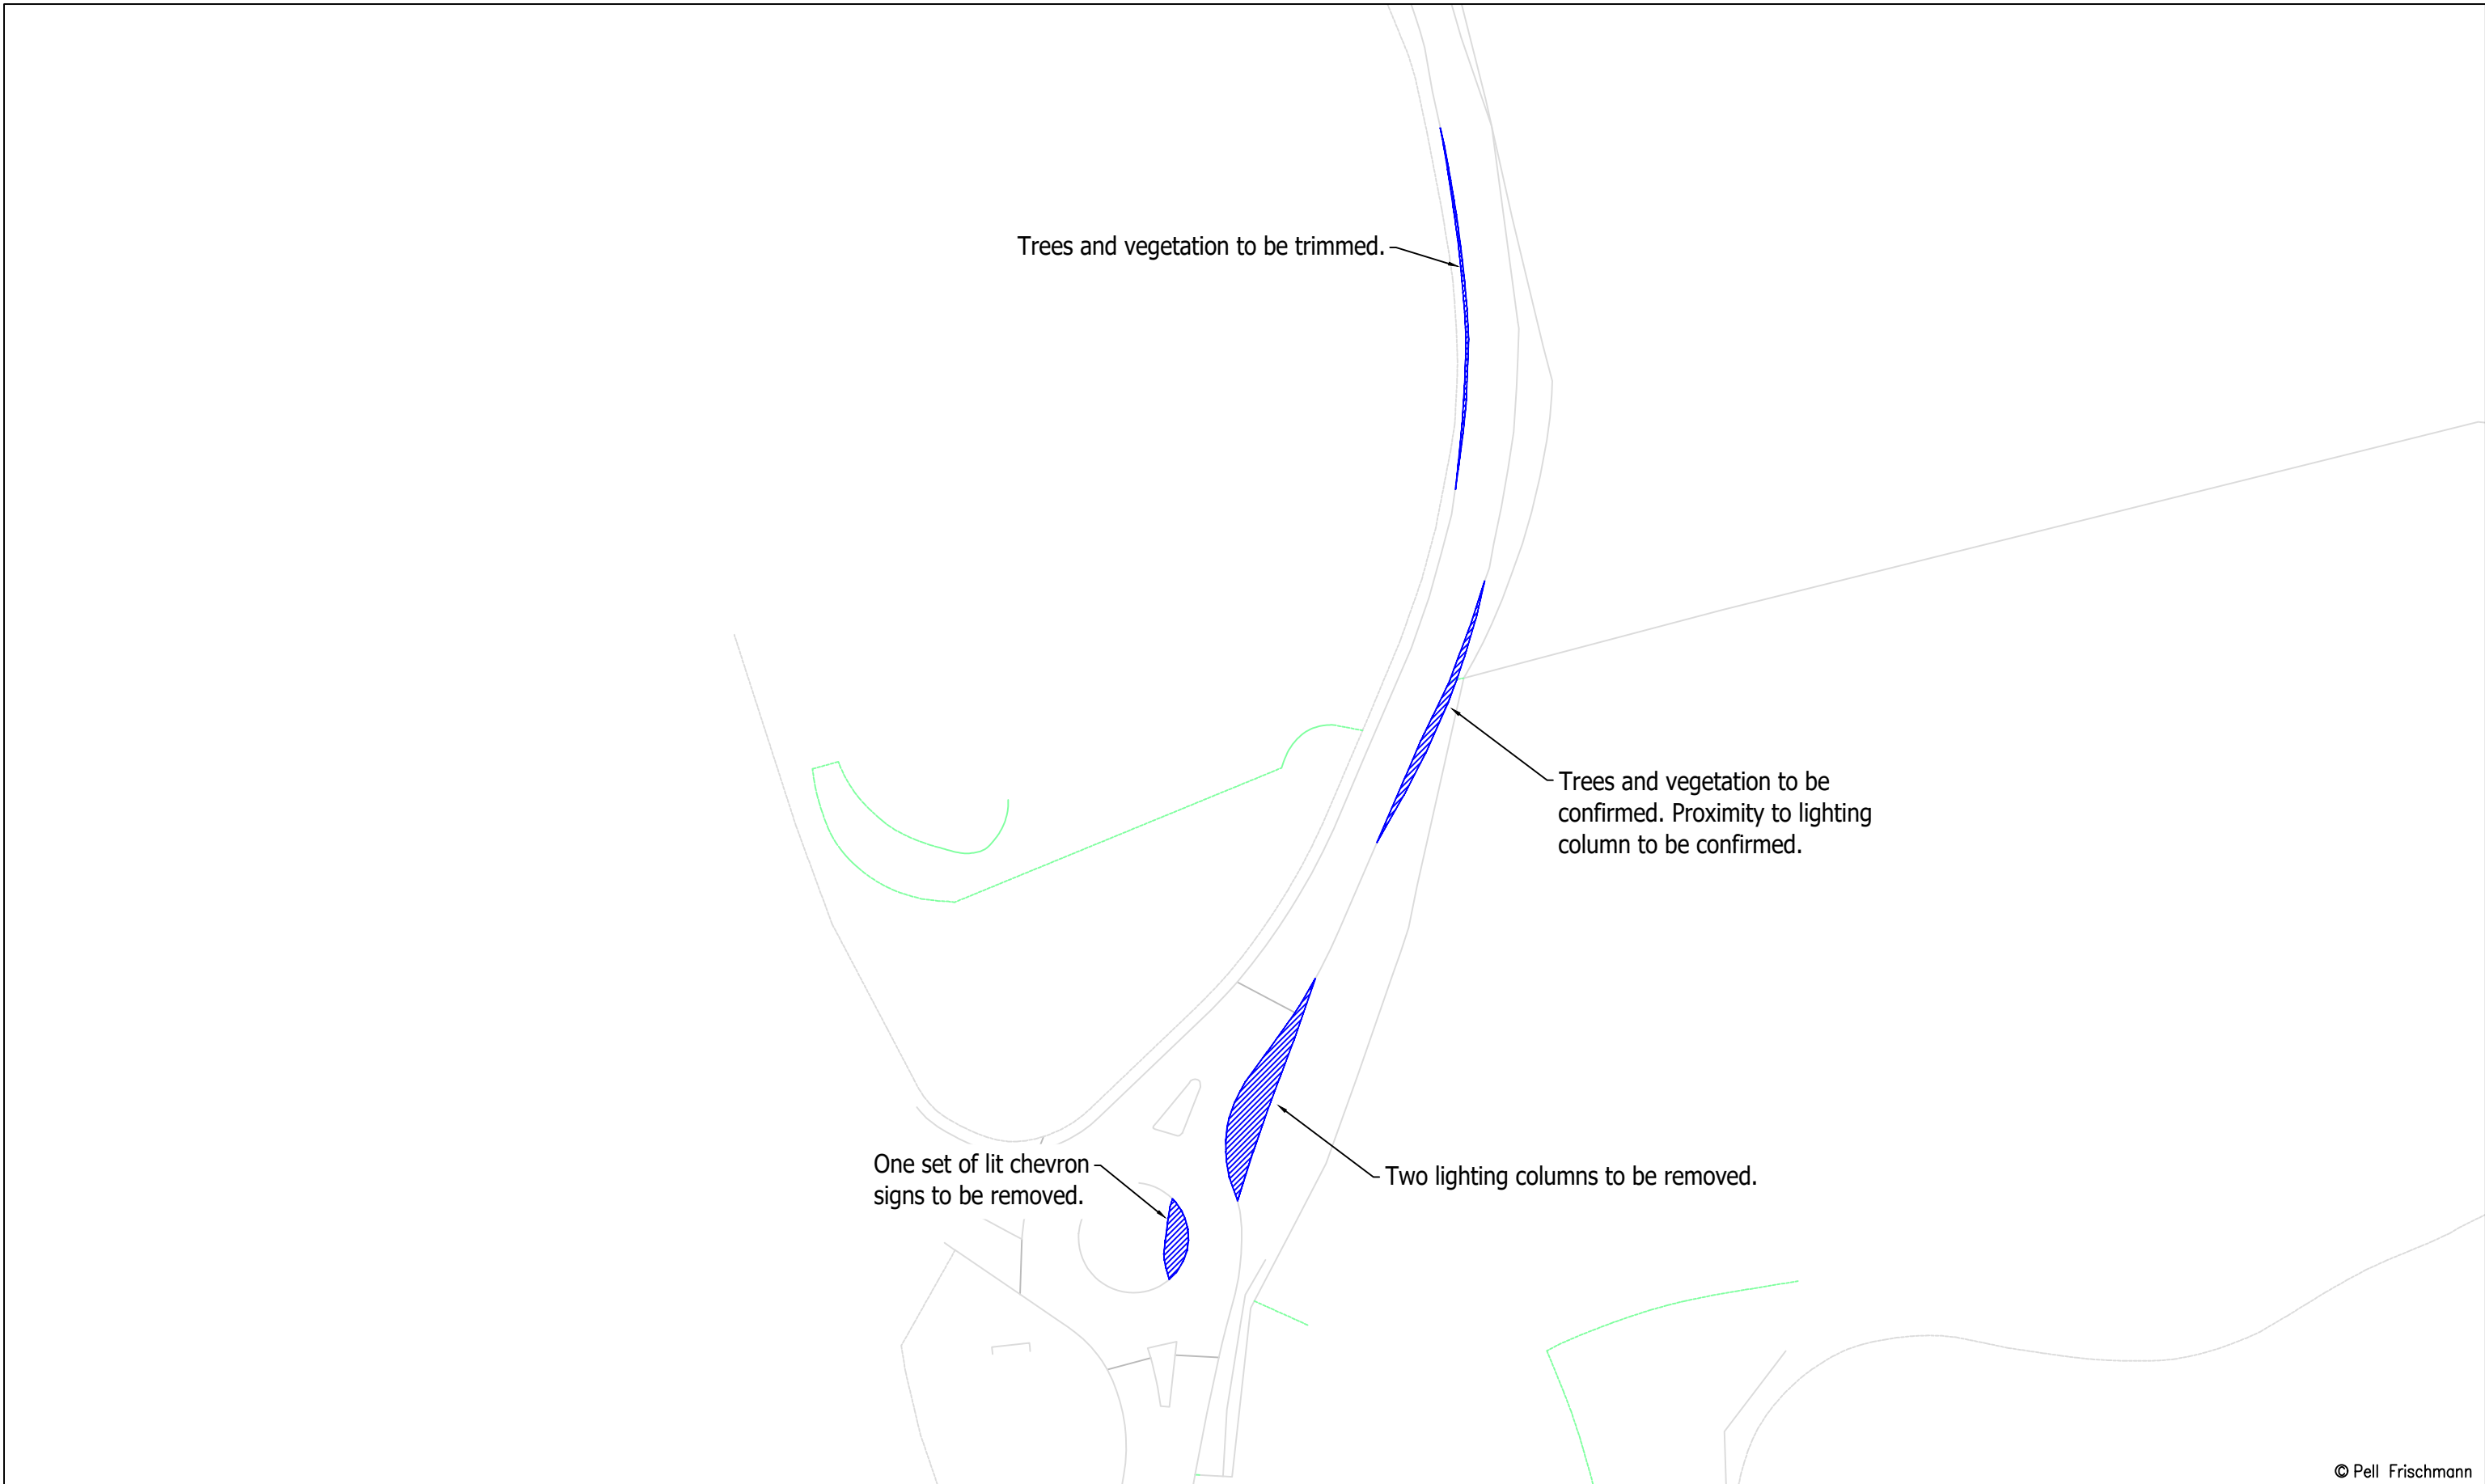 Trees and vegetation to be trimmed.
Trees and vegetation to be
confirmed. Proximity to lighting
column to be confirmed.
One set of lit chevron
signs to be removed.
Two lighting columns to be removed.
© Pell Frischmann